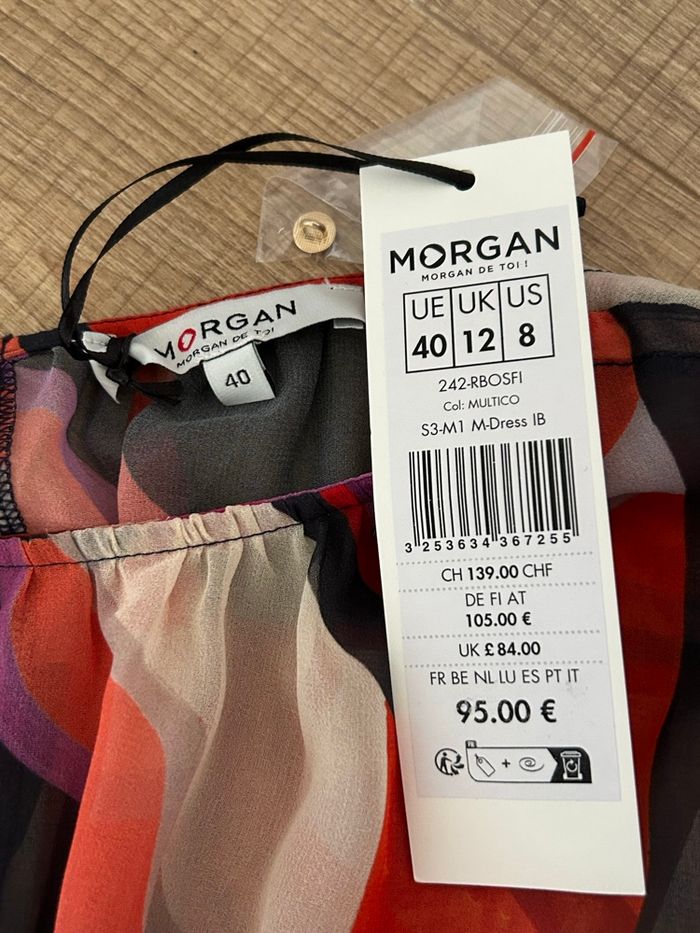 MORGAN
MORGAN DE TOI !
UE UK US
40 12 8
242-RBOSFI
Col: MULTICO
S3-M1 M-Dress IB
3 253634 367255
CH 139.00 CHF
DE FI AT
105.00 €
UK £84.00
FR BE NL LU ES PT IT
95.00 €
+
MORGAN
MORGAN DE TOI
40